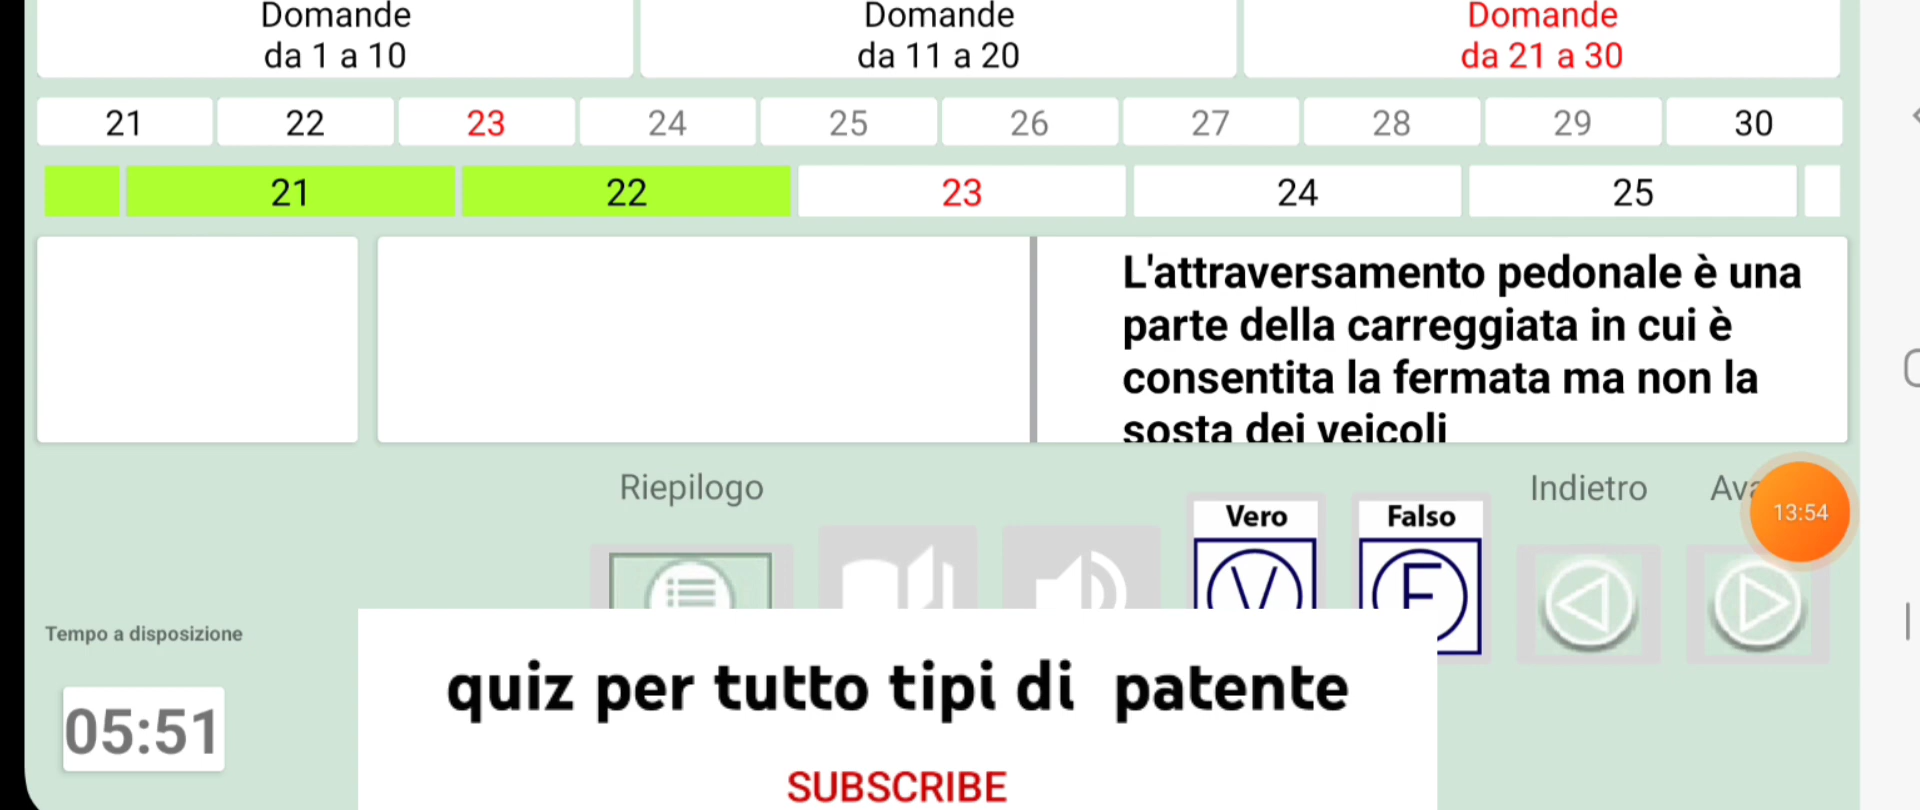 Domande
da 1 a 10
Domande
da 11 a 20
Domande
da 21 a 30
21 22 23 24 25 26 27 28 29 30
21 22 23 24 25
L'attraversamento pedonale è una
parte della carreggiata in cui è
consentita la fermata ma non la
sosta dei veicoli
Riepilogo
Vero
V
Falso
F
Indietro
13:54
Tempo a disposizione
05:51
quiz per tutto tipi di patente
SUBSCRIBE